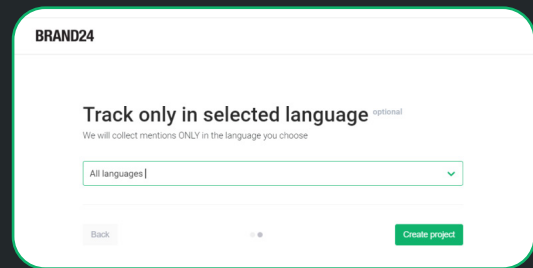 BRAND24
Track only in selected language optional
We will collect mentions ONLY in the language you choose
All languages
Back
Create project